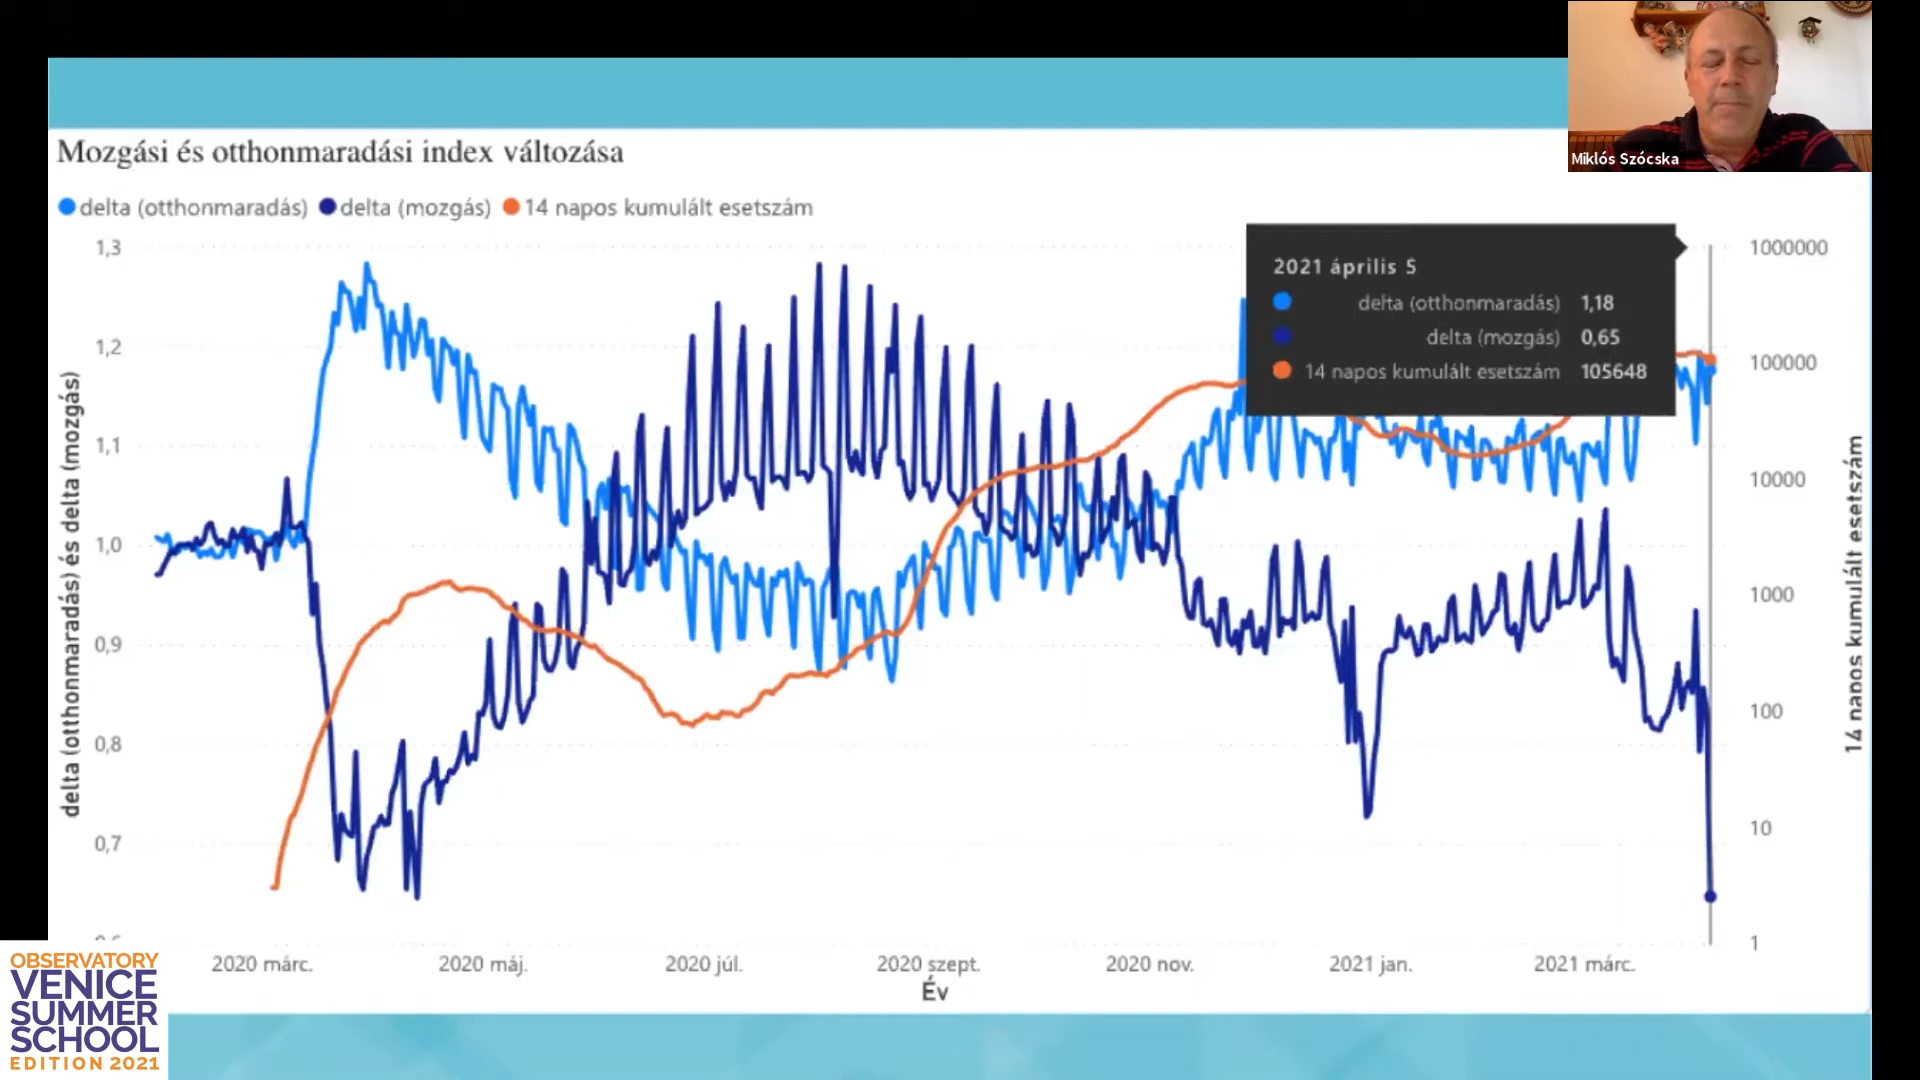 Miklós Szócska
Mozgási és otthonmaradási index változása
delta (otthonmaradás) delta (mozgás) 14 napos kumulált esetszám
delta (otthonmaradás) és delta (mozgás)
1,3
1,2
1,1
1,0
0,9
0,8
0,7
2021 április 5
delta (otthonmaradás) 1,18
delta (mozgás) 0,65
14 napos kumulált esetszám 105648
1000000
100000
10000
1000
100
10
1
14 napos kumulált esetszám
2020 márc. 2020 máj. 2020 júl. 2020 szept. 2020 nov. 2021 jan. 2021 márc.
Év
OBSERVATORY
VENICE
SUMMER
SCHOOL
EDITION 2021